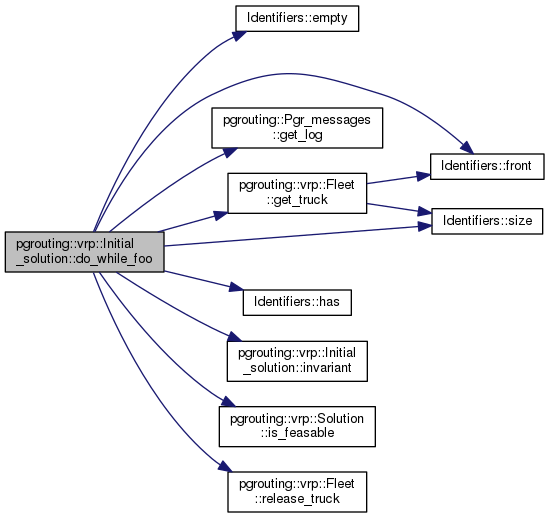 Identifiers::empty
pgrouting::Pgr_messages
::get_log
Identifiers::front
pgrouting::vrp::Fleet
::get_truck
Identifiers::size
pgrouting::vrp::Initial
_solution::do_while_foo
Identifiers::has
pgrouting::vrp::Initial
_solution::invariant
pgrouting::vrp::Solution
::is_feasable
pgrouting::vrp::Fleet
::release_truck